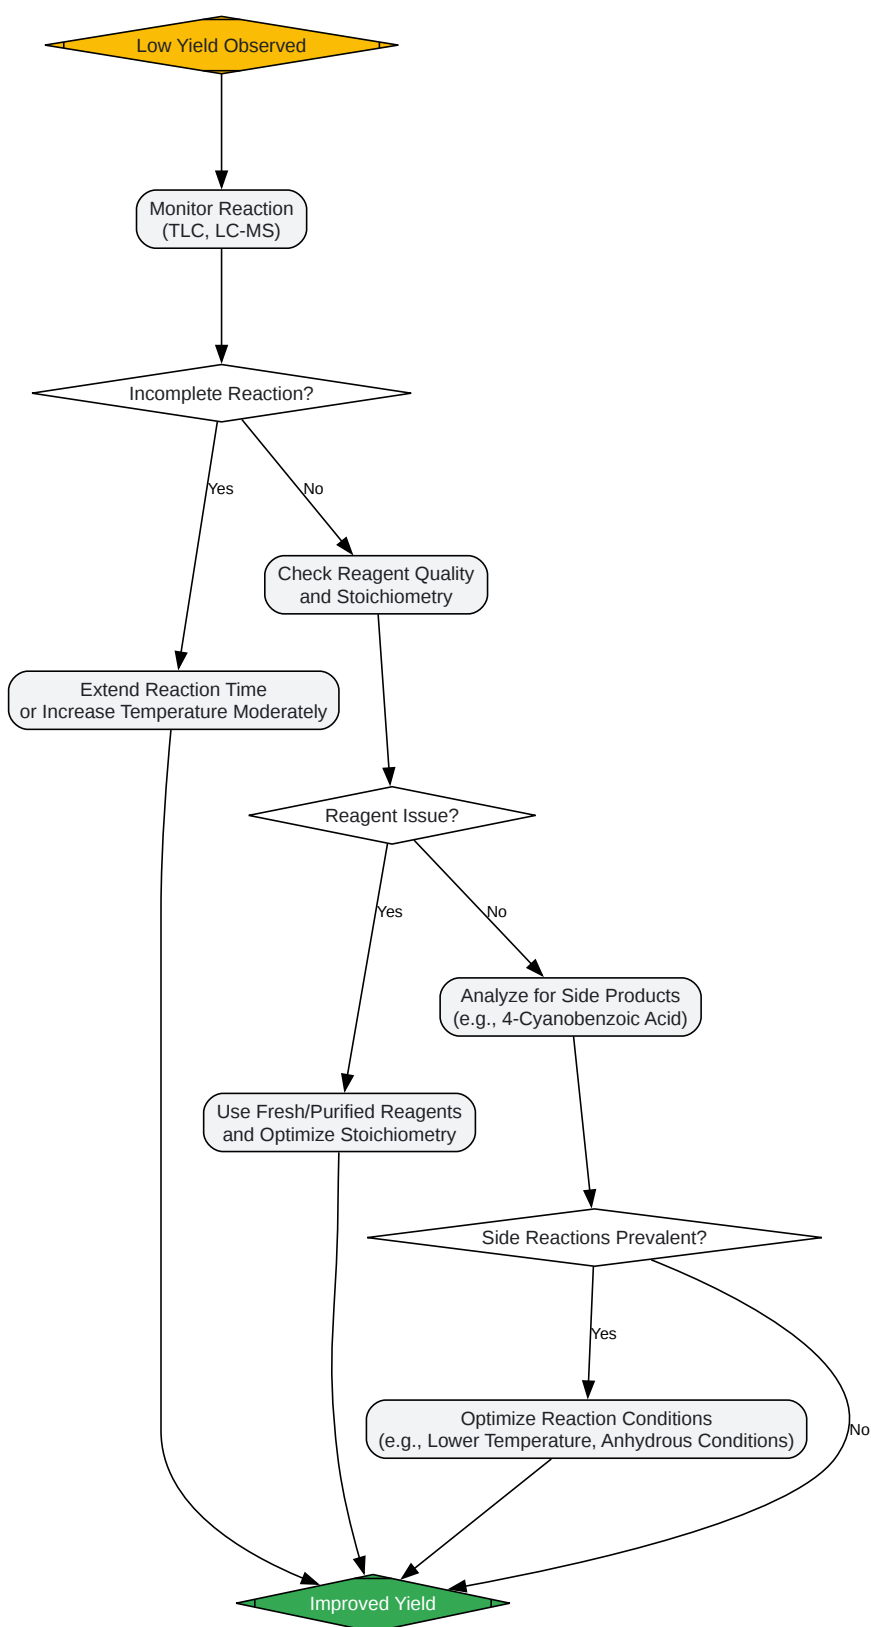 Low Yield Observed
Monitor Reaction
(TLC, LC-MS)
Incomplete Reaction?
Yes
No
Check Reagent Quality
and Stoichiometry
Extend Reaction Time
or Increase Temperature Moderately
Reagent Issue?
Yes
No
Analyze for Side Products
(e.g., 4-Cyanobenzoic Acid)
Use Fresh/Purified Reagents
and Optimize Stoichiometry
Side Reactions Prevalent?
Yes
Optimize Reaction Conditions
(e.g., Lower Temperature, Anhydrous Conditions)
No
Improved Yield